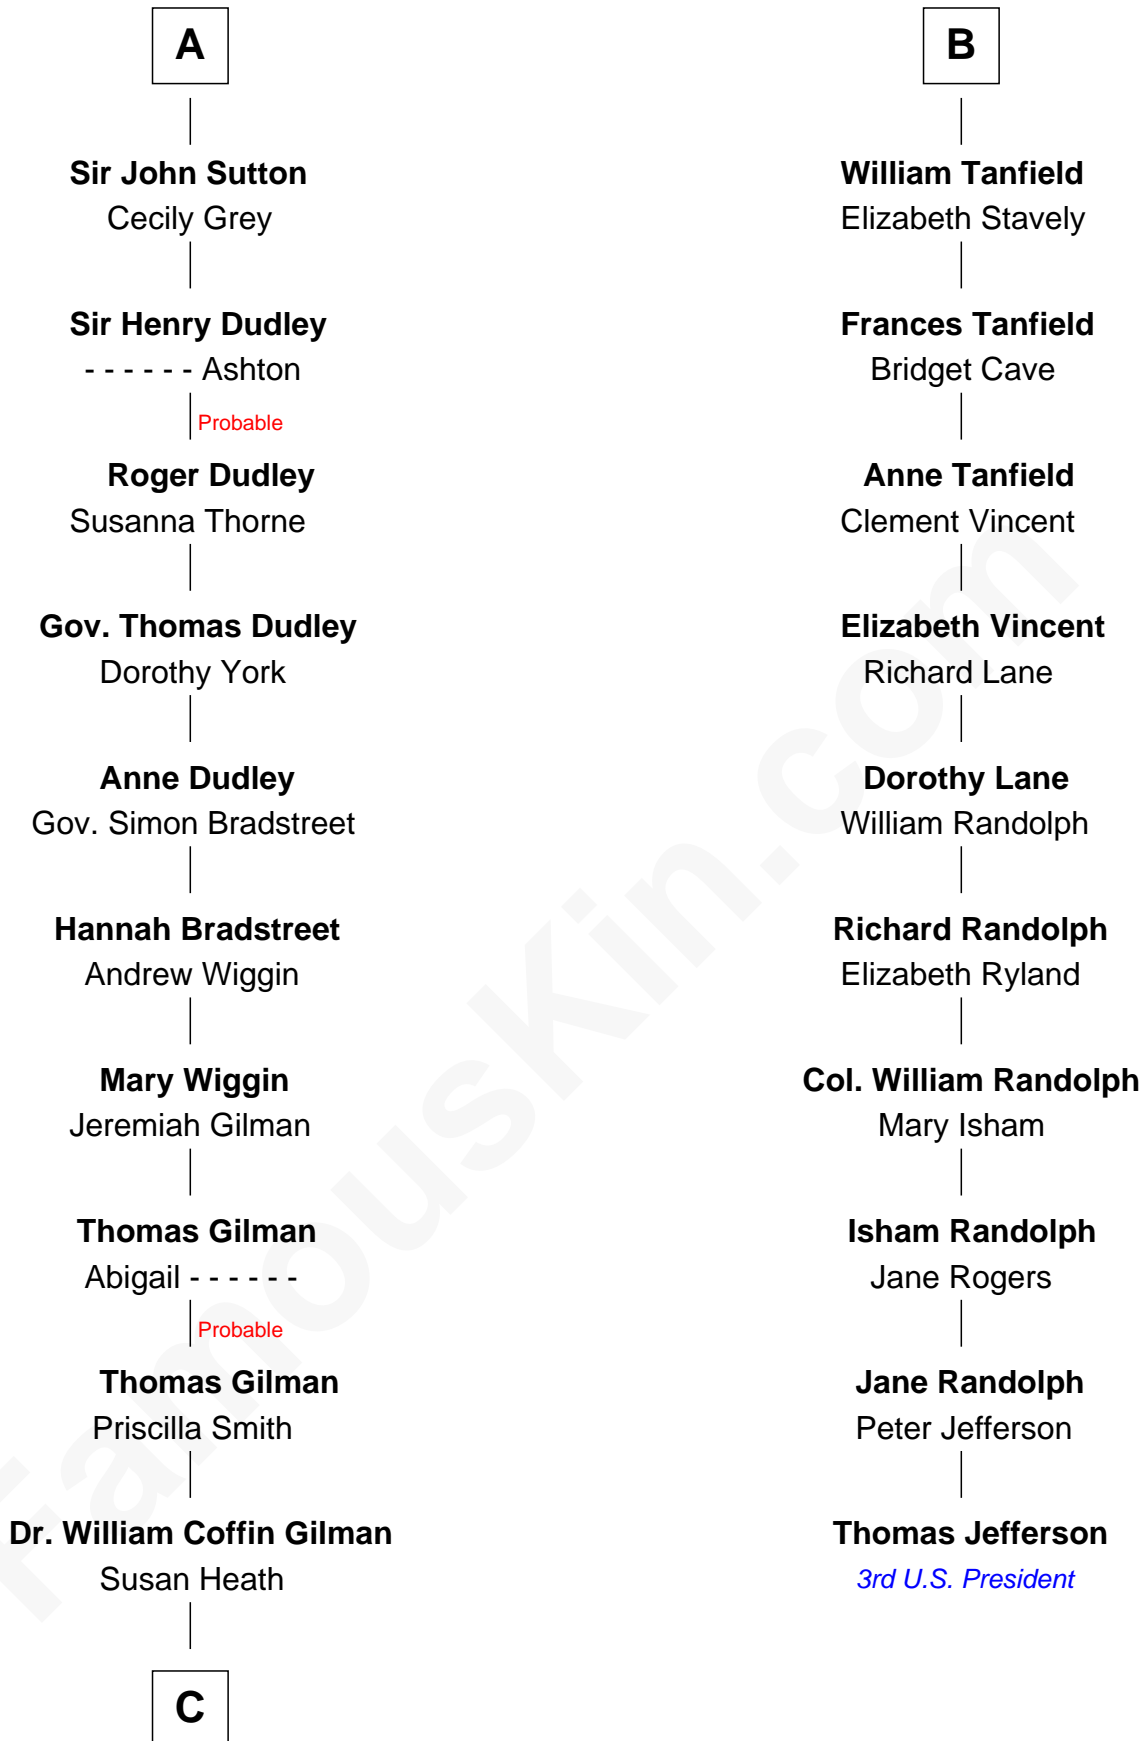 A
Sir John Sutton
Cecily Grey
Sir Henry Dudley
- - - - - - Ashton
Probable
Roger Dudley
Susanna Thorne
Gov. Thomas Dudley
Dorothy York
Anne Dudley
Gov. Simon Bradstreet
Hannah Bradstreet
Andrew Wiggin
Mary Wiggin
Jeremiah Gilman
Thomas Gilman
Abigail - - - - - -
Probable
Thomas Gilman
Priscilla Smith
Dr. William Coffin Gilman
Susan Heath
C
B
William Tanfield
Elizabeth Stavely
Frances Tanfield
Bridget Cave
Anne Tanfield
Clement Vincent
Elizabeth Vincent
Richard Lane
Dorothy Lane
William Randolph
Richard Randolph
Elizabeth Ryland
Col. William Randolph
Mary Isham
Isham Randolph
Jane Rogers
Jane Randolph
Peter Jefferson
Thomas Jefferson
3rd U.S. President
FamousKin.com